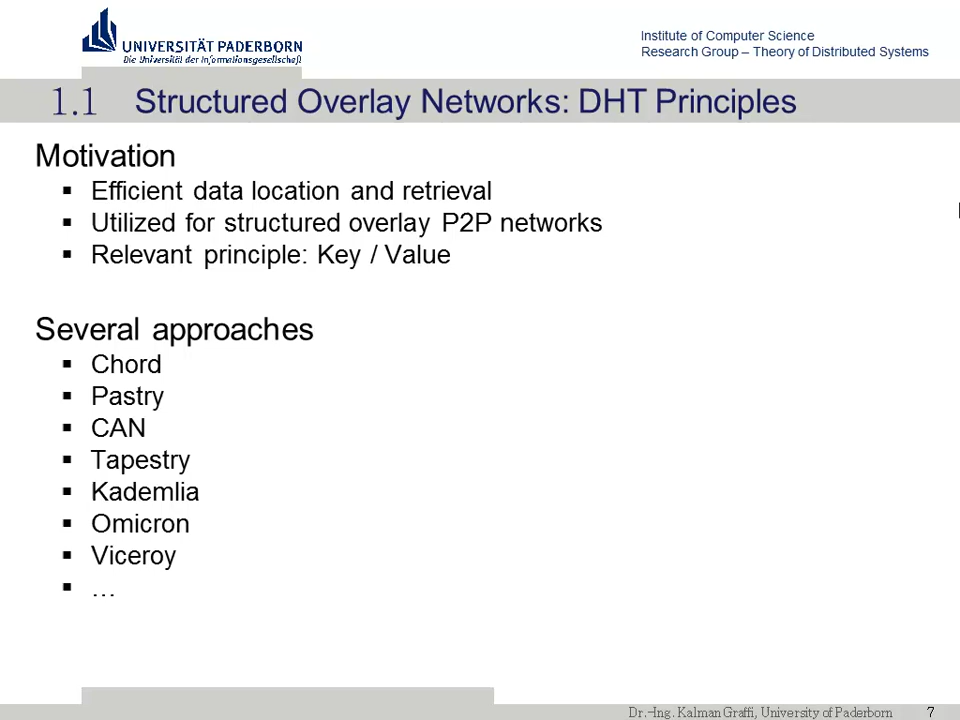 UNIVERSITÄT PADERBORN
Die Universität der Informationsgesellschaft
Institute of Computer Science
Research Group – Theory of Distributed Systems
1.1 Structured Overlay Networks: DHT Principles
Motivation
▪ Efficient data location and retrieval
▪ Utilized for structured overlay P2P networks
▪ Relevant principle: Key / Value
Several approaches
▪ Chord
▪ Pastry
▪ CAN
▪ Tapestry
▪ Kademlia
▪ Omicron
▪ Viceroy
▪ …
Dr.-Ing. Kalman Graffi, University of Paderborn 7